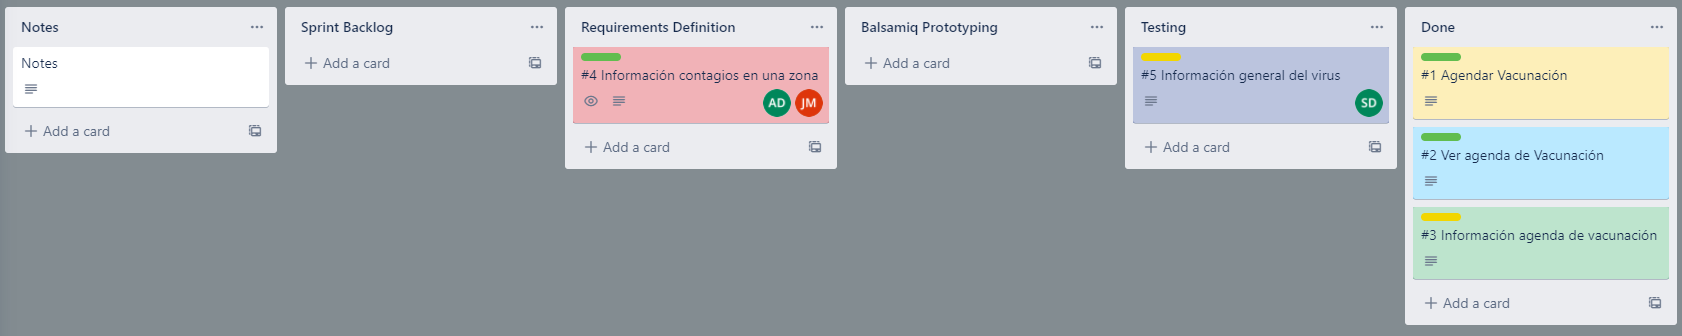 Notes
Notes
Add a card
Sprint Backlog
Add a card
Requirements Definition
#4 Información contagios en una zona
AD JM
Add a card
Balsamiq Prototyping
Add a card
Testing
#5 Información general del virus
SD
Add a card
Done
#1 Agendar Vacunación
#2 Ver agenda de Vacunación
#3 Información agenda de vacunación
Add a card